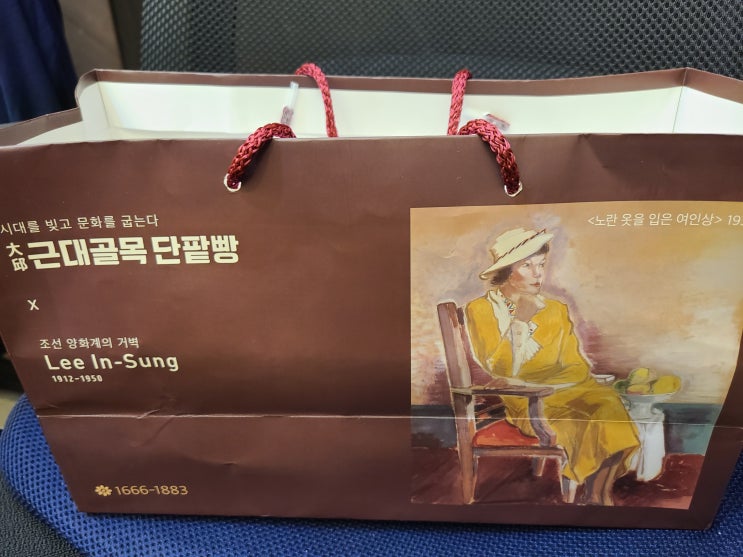 시대를 빚고 문화를 굽는다
大邱 근대골목 단팥빵
x
조선 양화계의 거벽
Lee In-Sung
1912-1950
1666-1883
<노란 옷을 입은 여인상>